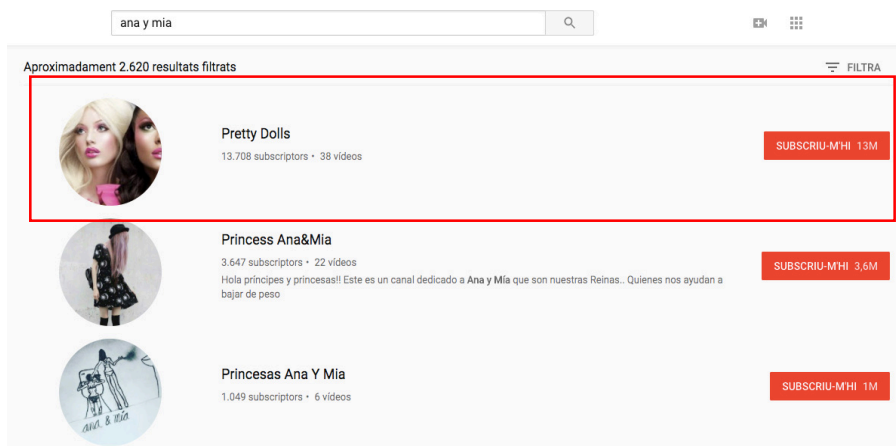 ana y mia
Aproximadament 2.620 resultats filtrats
FILTRA
Pretty Dolls
13.708 subscriptors • 38 vídeos
SUBSCRIU-M'HI 13M
Princess Ana&Mia
3.647 subscriptors • 22 vídeos
Hola príncipes y princesas!! Este es un canal dedicado a Ana y Mía que son nuestras Reinas.. Quienes nos ayudan a
bajar de peso
SUBSCRIU-M'HI 3,6M
Princesas Ana Y Mia
1.049 subscriptors • 6 vídeos
SUBSCRIU-M'HI 1M
ana & mia